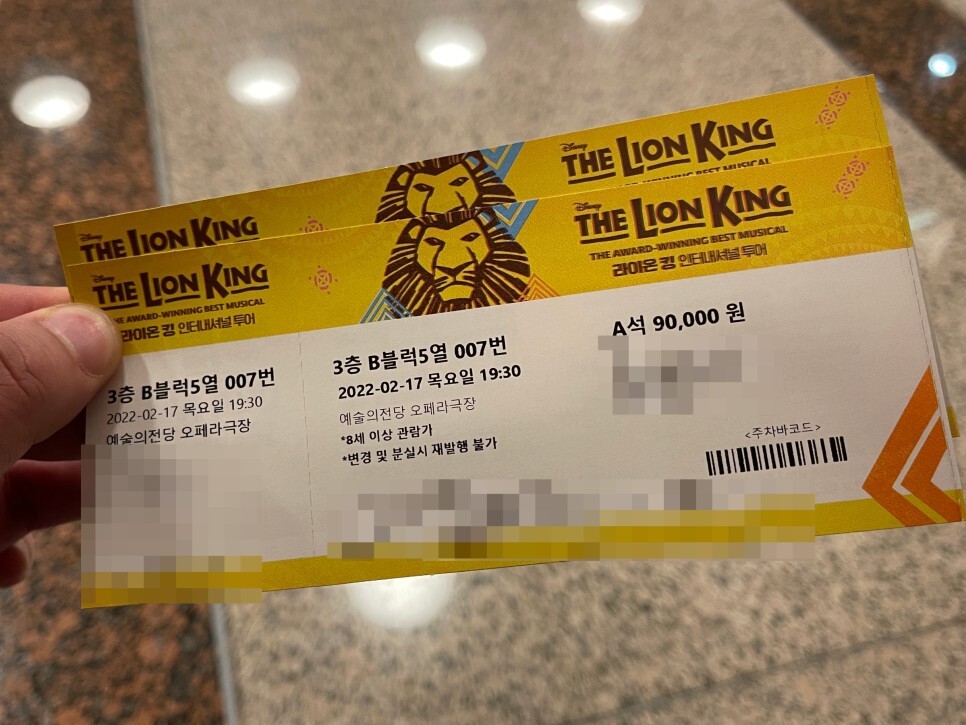 Disney
THE LION KING
THE LION KING
Disney
THE LION KING
THE AWARD-WINNING BEST MUSICAL
라이온 킹 인터내셔널 투어
Disney
THE LION KING
THE AWARD-WINNING BEST MUSICAL
라이온 킹 인터내셔널 투어
3층 B블럭5열 007번
2022-02-17 목요일 19:30
예술의전당 오페라극장
3층 B블럭5열 007번
2022-02-17 목요일 19:30
예술의전당 오페라극장
*8세 이상 관람가
*변경 및 분실시 재발행 불가
A석 90,000 원
<주차바코드>